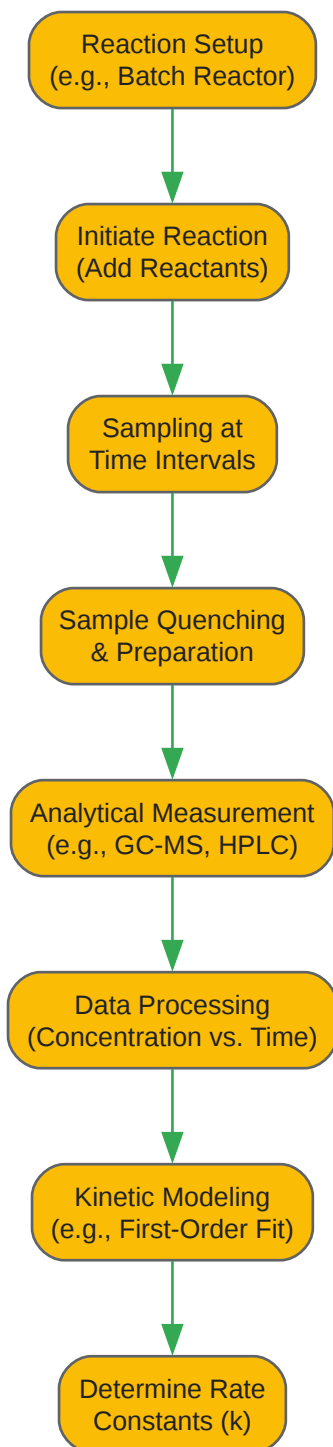 Reaction Setup
(e.g., Batch Reactor)
Initiate Reaction
(Add Reactants)
Sampling at
Time Intervals
Sample Quenching
& Preparation
Analytical Measurement
(e.g., GC-MS, HPLC)
Data Processing
(Concentration vs. Time)
Kinetic Modeling
(e.g., First-Order Fit)
Determine Rate
Constants (k)